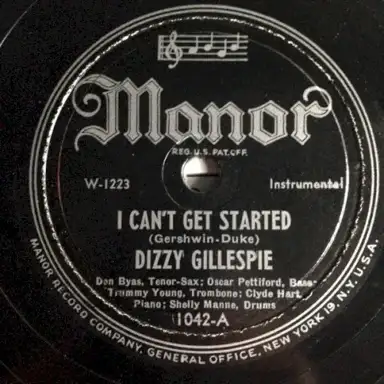 Manor
REG. U.S. PAT. OFF.
W-1223 Instrumental
I CAN'T GET STARTED
(Gershwin-Duke)
DIZZY GILLESPIE
Don Byas, Tenor-Sax; Oscar Pettiford, Bass
Trummy Young, Trombone; Clyde Hart,
Piano; Shelly Manne, Drums
1042-A
MANOR RECORD COMPANY, GENERAL OFFICE, NEW YORK 19, N.Y. U.S.A.